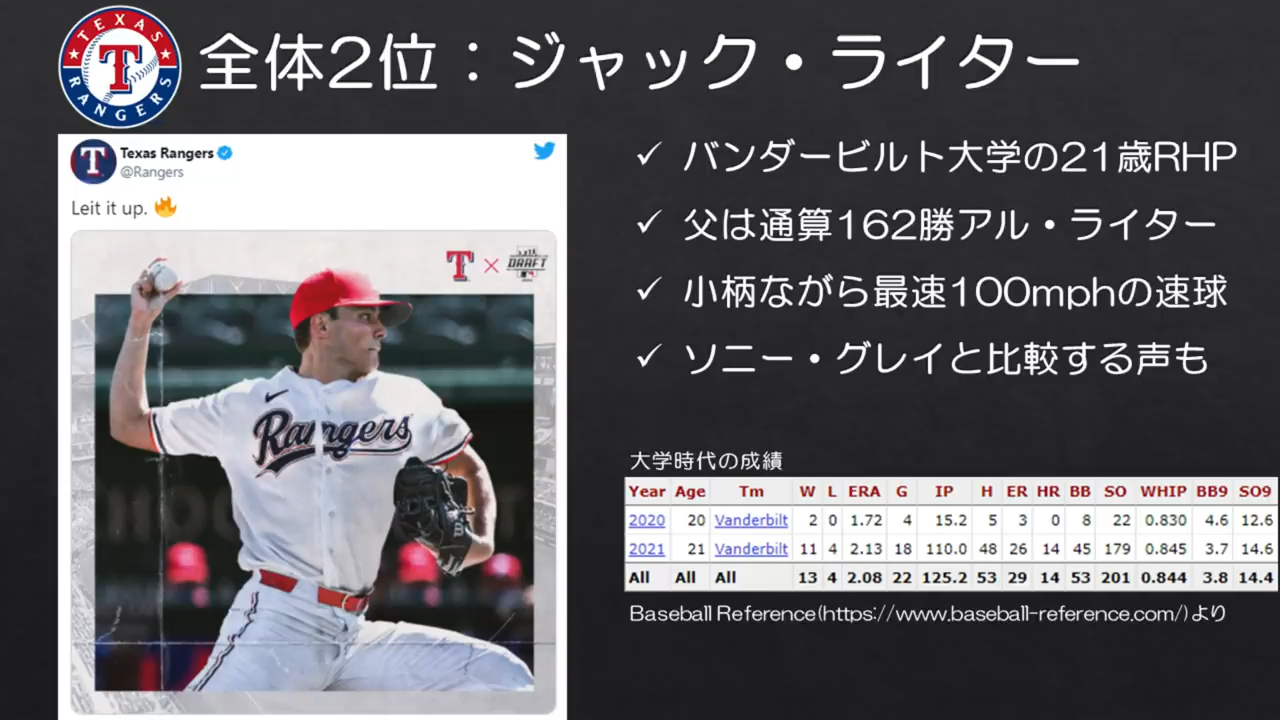 TEXAS RANGERS
T
全体2位：ジャック・ライター
T
Texas Rangers
@Rangers
Leit it up. 🔥
T × DRAFT
Rangers
✓ バンダービルト大学の21歳RHP
✓ 父は通算162勝アル・ライター
✓ 小柄ながら最速100mphの速球
✓ ソニー・グレイと比較する声も
大学時代の成績
Year Age Tm W L ERA G IP H ER HR BB SO WHIP BB9 SO9
2020 20 Vanderbilt 2 0 1.72 4 15.2 5 3 0 8 22 0.830 4.6 12.6
2021 21 Vanderbilt 11 4 2.13 18 110.0 48 26 14 45 179 0.845 3.7 14.6
All All All 13 4 2.08 22 125.2 53 29 14 53 201 0.844 3.8 14.4
Baseball Reference(https://www.baseball-reference.com/)より